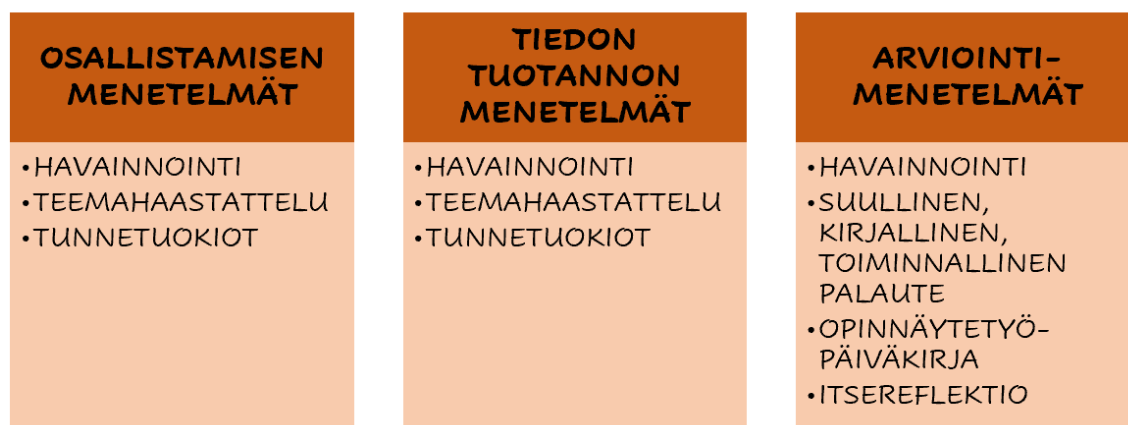 OSALLISTAMISEN
MENETELMÄT
•HAVAINNOINTI
•TEEMAHAASTATTELU
•TUNNETUOKIOT
TIEDON
TUOTANNON
MENETELMÄT
•HAVAINNOINTI
•TEEMAHAASTATTELU
•TUNNETUOKIOT
ARVIOINTI-
MENETELMÄT
•HAVAINNOINTI
•SUULLINEN,
KIRJALLINEN,
TOIMINNALLINEN
PALAUTE
•OPINNÄYTETYÖ-
PÄIVÄKIRJA
•ITSEREFLEKTIO